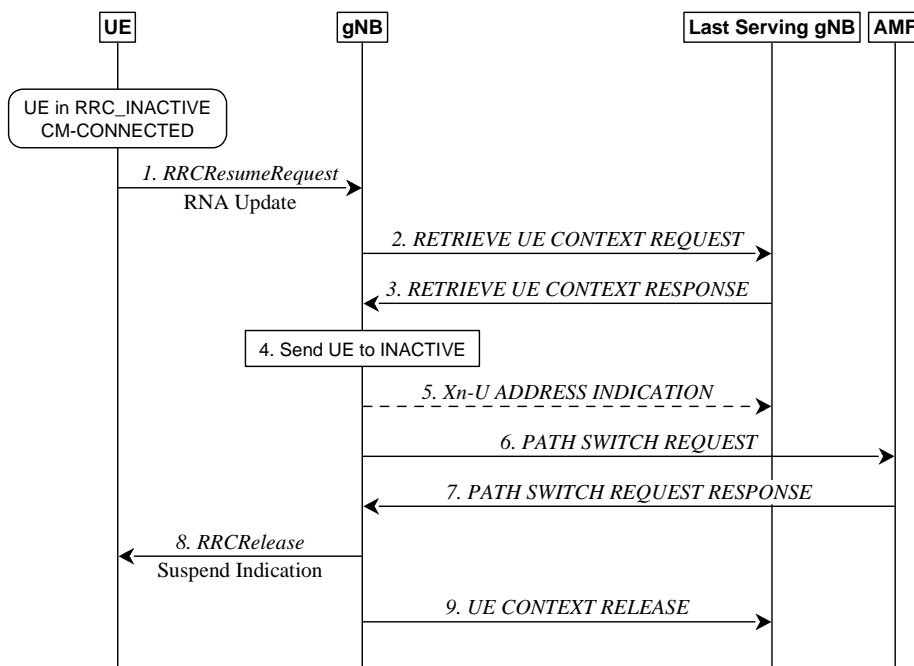 UE
gNB
Last Serving gNB
AMF
UE in RRC_INACTIVE
CM-CONNECTED
1. RRCResumeRequest
RNA Update
2. RETRIEVE UE CONTEXT REQUEST
3. RETRIEVE UE CONTEXT RESPONSE
4. Send UE to INACTIVE
5. Xn-U ADDRESS INDICATION
6. PATH SWITCH REQUEST
7. PATH SWITCH REQUEST RESPONSE
8. RRCRelease
Suspend Indication
9. UE CONTEXT RELEASE